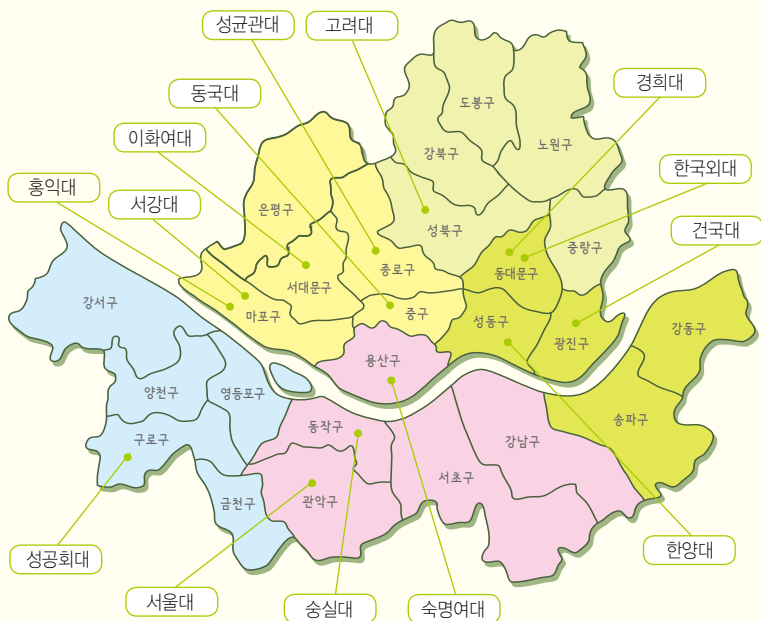 성균관대
고려대
동국대
경희대
이화여대
한국외대
홍익대
서강대
건국대
도봉구
강북구
노원구
은평구
성북구
중랑구
종로구
동대문구
서대문구
강서구
마포구
중구
성동구
광진구
강동구
용산구
양천구
영등포구
송파구
동작구
구로구
강남구
서초구
금천구
관악구
성공회대
한양대
서울대
숭실대
숙명여대